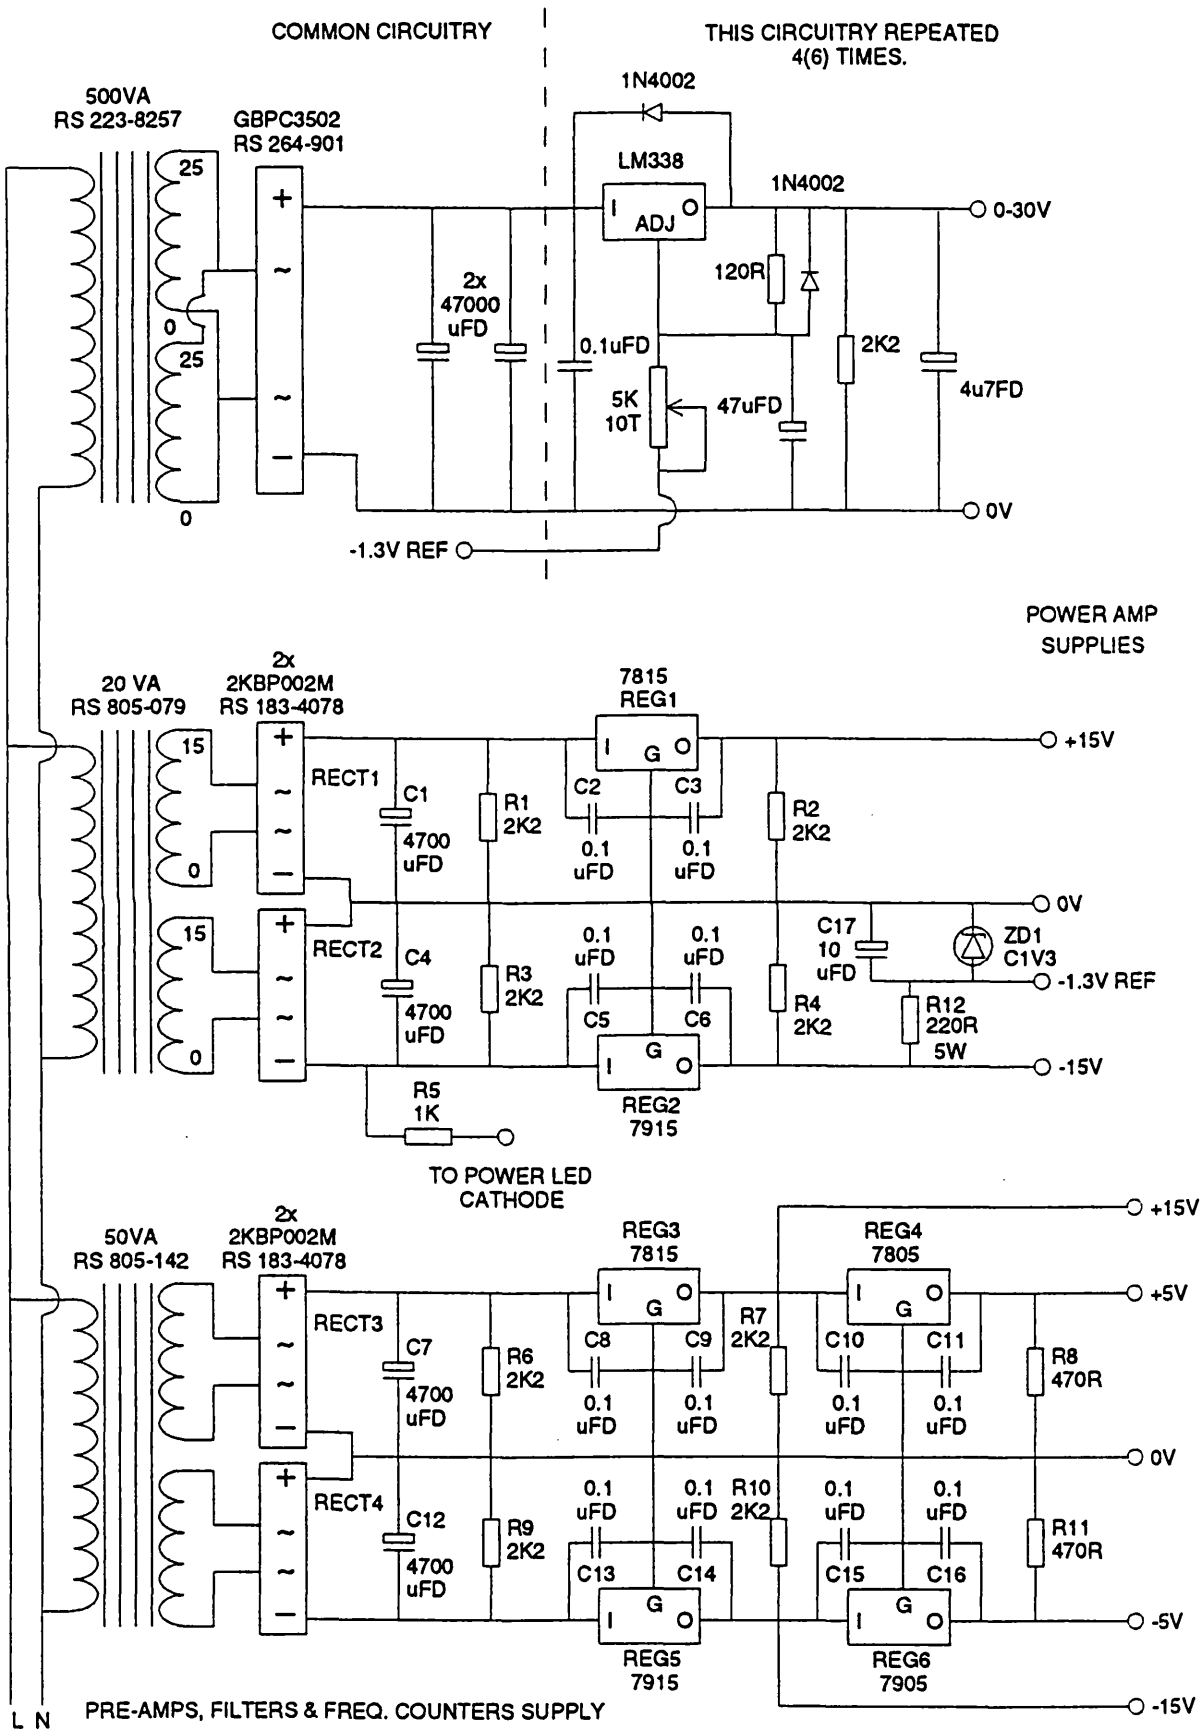 COMMON CIRCUITRY
THIS CIRCUITRY REPEATED
4(6) TIMES.
500VA
RS 223-8257
GBPC3502
RS 264-901
1N4002
LM338
1N4002
25
0
25
0
+
~
~
–
2x
47000
uFD
I
O
ADJ
120R
0.1uFD
5K
10T
47uFD
2K2
4u7FD
0-30V
0V
-1.3V REF
POWER AMP
SUPPLIES
20 VA
RS 805-079
2x
2KBP002M
RS 183-4078
7815
REG1
15
0
15
0
+
~
~
–
RECT1
+
~
~
–
RECT2
C1
4700
uFD
R1
2K2
I
G
O
C2
0.1
uFD
C3
0.1
uFD
R2
2K2
+15V
0V
C4
4700
uFD
R3
2K2
0.1
uFD
C5
0.1
uFD
C6
R4
2K2
C17
10
uFD
ZD1
C1V3
-1.3V REF
R12
220R
5W
-15V
I
G
O
REG2
7915
R5
1K
TO POWER LED
CATHODE
50VA
RS 805-142
2x
2KBP002M
RS 183-4078
REG3
7815
REG4
7805
+15V
+
~
~
–
RECT3
+
~
~
–
RECT4
C7
4700
uFD
R6
2K2
I
G
O
C8
0.1
uFD
C9
0.1
uFD
R7
2K2
I
G
O
C10
0.1
uFD
C11
0.1
uFD
R8
470R
+5V
0V
C12
4700
uFD
R9
2K2
0.1
uFD
C13
0.1
uFD
C14
R10
2K2
0.1
uFD
C15
0.1
uFD
C16
R11
470R
I
G
O
REG5
7915
I
G
O
REG6
7905
-5V
-15V
L N
PRE-AMPS, FILTERS & FREQ. COUNTERS SUPPLY